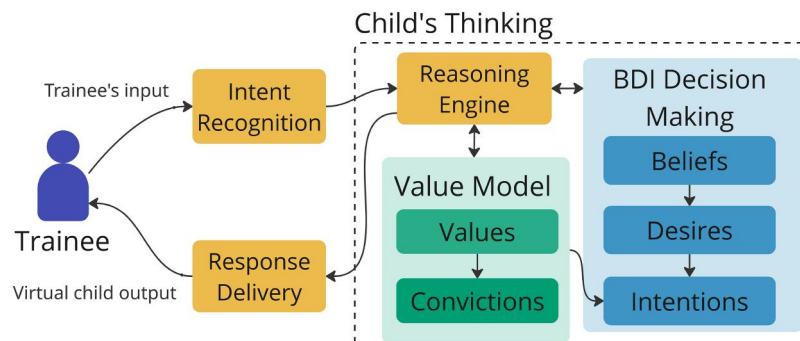 Child's Thinking
Trainee's input
Intent
Recognition
Reasoning
Engine
BDI Decision
Making
Beliefs
Value Model
Values
Desires
Trainee
Response
Delivery
Virtual child output
Convictions
Intentions